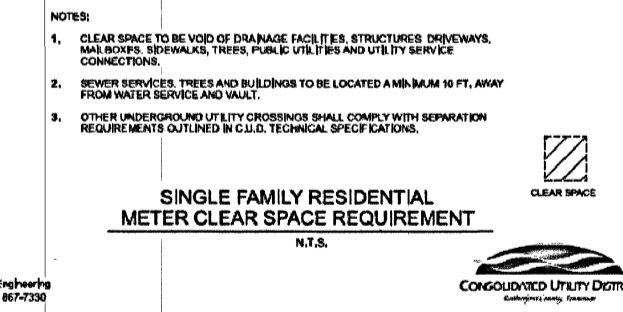 NOTES:
1. CLEAR SPACE TO BE VOID OF DRAINAGE FACILITIES, STRUCTURES DRIVEWAYS,
MAILBOXES, SIDEWALKS, TREES, PUBLIC UTILITIES AND UTILITY SERVICE
CONNECTIONS.
2. SEWER SERVICES, TREES AND BUILDINGS TO BE LOCATED A MINIMUM 10 FT. AWAY
FROM WATER SERVICE AND VAULT.
3. OTHER UNDERGROUND UTILITY CROSSINGS SHALL COMPLY WITH SEPARATION
REQUIREMENTS OUTLINED IN C.U.D. TECHNICAL SPECIFICATIONS.
CLEAR SPACE
SINGLE FAMILY RESIDENTIAL
METER CLEAR SPACE REQUIREMENT
N.T.S.
Engineering
867-7330
CONSOLIDATED UTILITY DISTR
Rutherford County, Tennessee